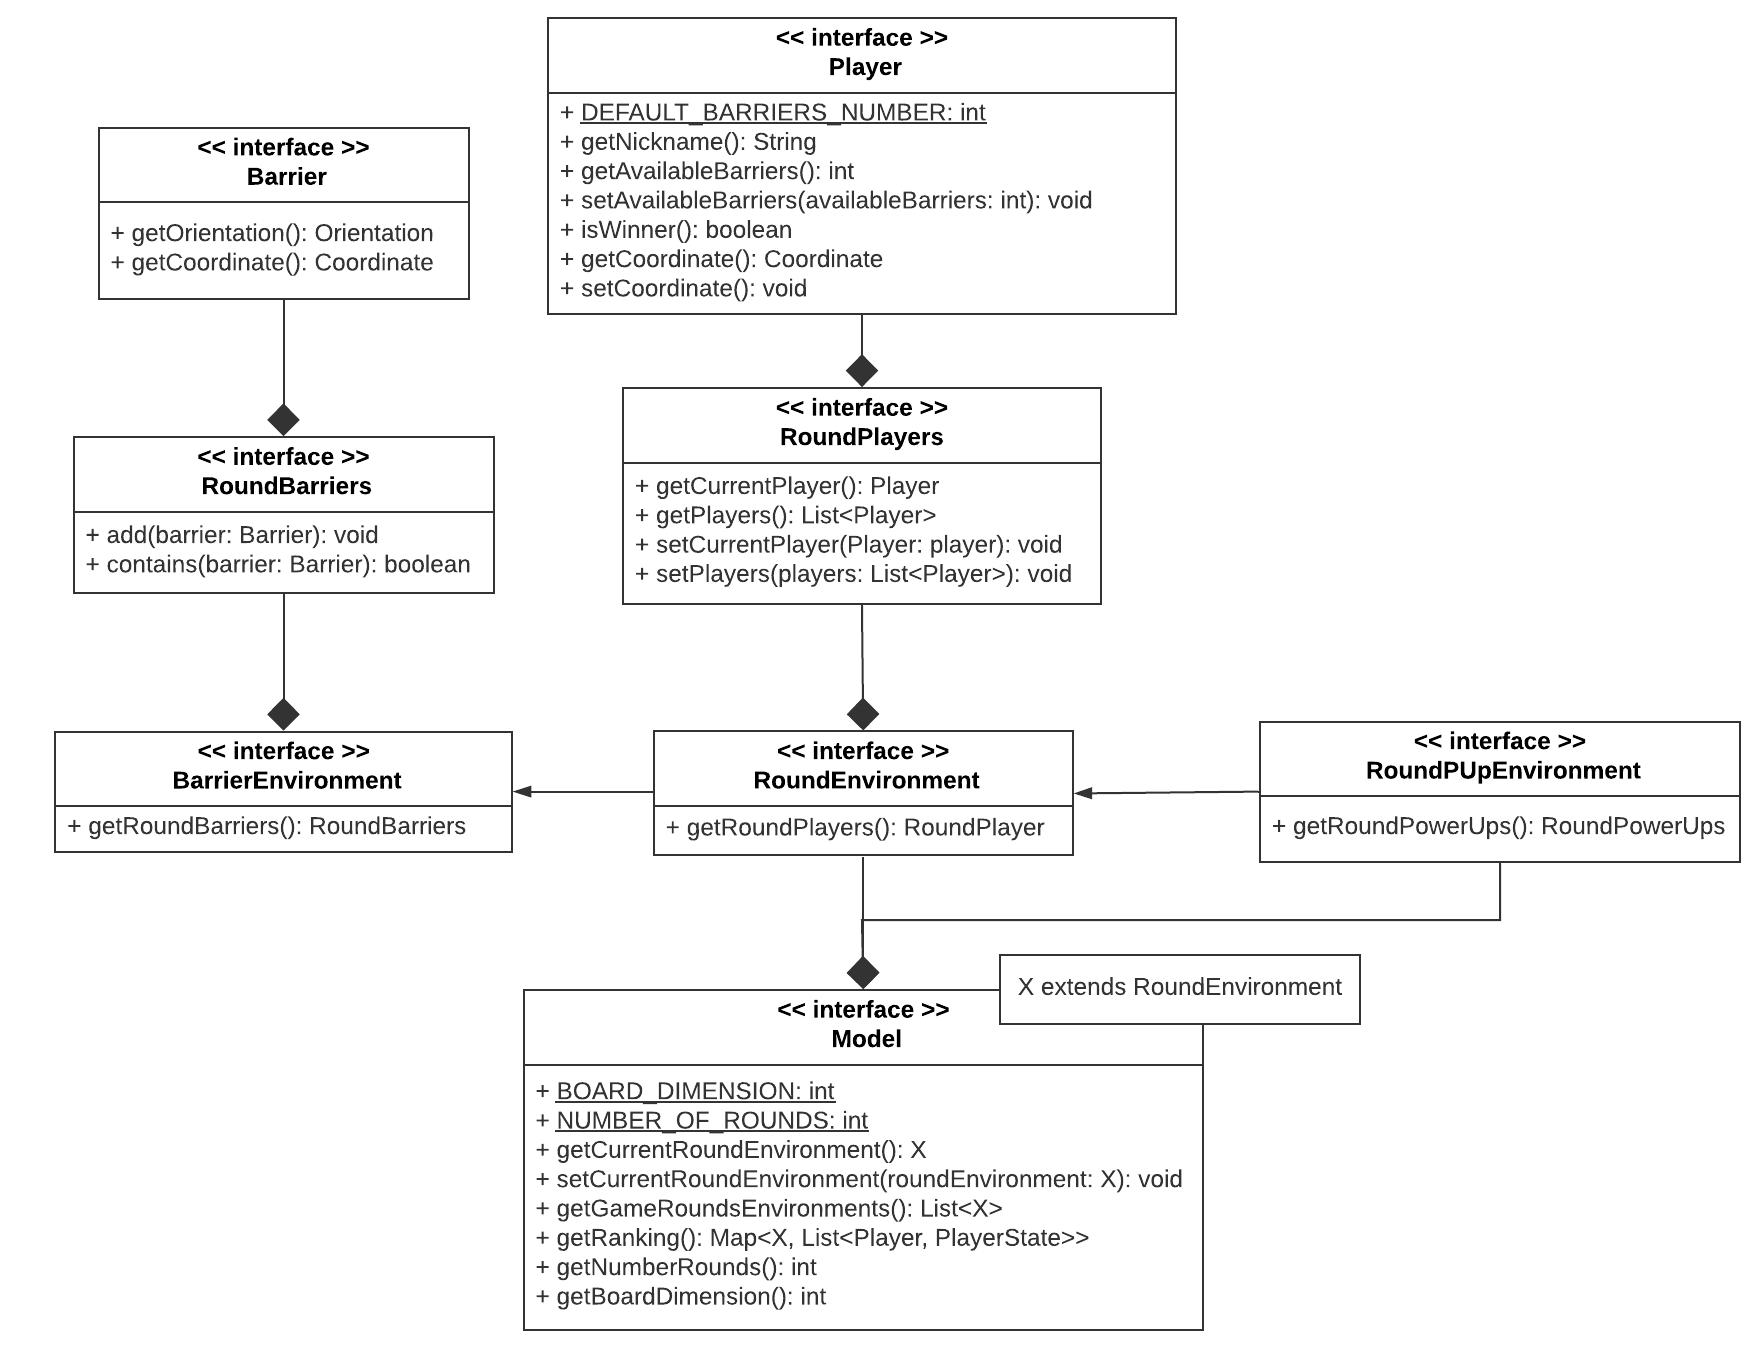 << interface >>
Player
+ DEFAULT_BARRIERS_NUMBER: int
+ getNickname(): String
+ getAvailableBarriers(): int
+ setAvailableBarriers(availableBarriers: int): void
+ isWinner(): boolean
+ getCoordinate(): Coordinate
+ setCoordinate(): void
<< interface >>
Barrier
+ getOrientation(): Orientation
+ getCoordinate(): Coordinate
<< interface >>
RoundPlayers
+ getCurrentPlayer(): Player
+ getPlayers(): List<Player>
+ setCurrentPlayer(Player: player): void
+ setPlayers(players: List<Player>): void
<< interface >>
RoundBarriers
+ add(barrier: Barrier): void
+ contains(barrier: Barrier): boolean
<< interface >>
BarrierEnvironment
+ getRoundBarriers(): RoundBarriers
<< interface >>
RoundEnvironment
+ getRoundPlayers(): RoundPlayer
<< interface >>
RoundPUpEnvironment
+ getRoundPowerUps(): RoundPowerUps
X extends RoundEnvironment
<< interface >>
Model
+ BOARD_DIMENSION: int
+ NUMBER_OF_ROUNDS: int
+ getCurrentRoundEnvironment(): X
+ setCurrentRoundEnvironment(roundEnvironment: X): void
+ getGameRoundsEnvironments(): List<X>
+ getRanking(): Map<X, List<Player, PlayerState>>
+ getNumberRounds(): int
+ getBoardDimension(): int